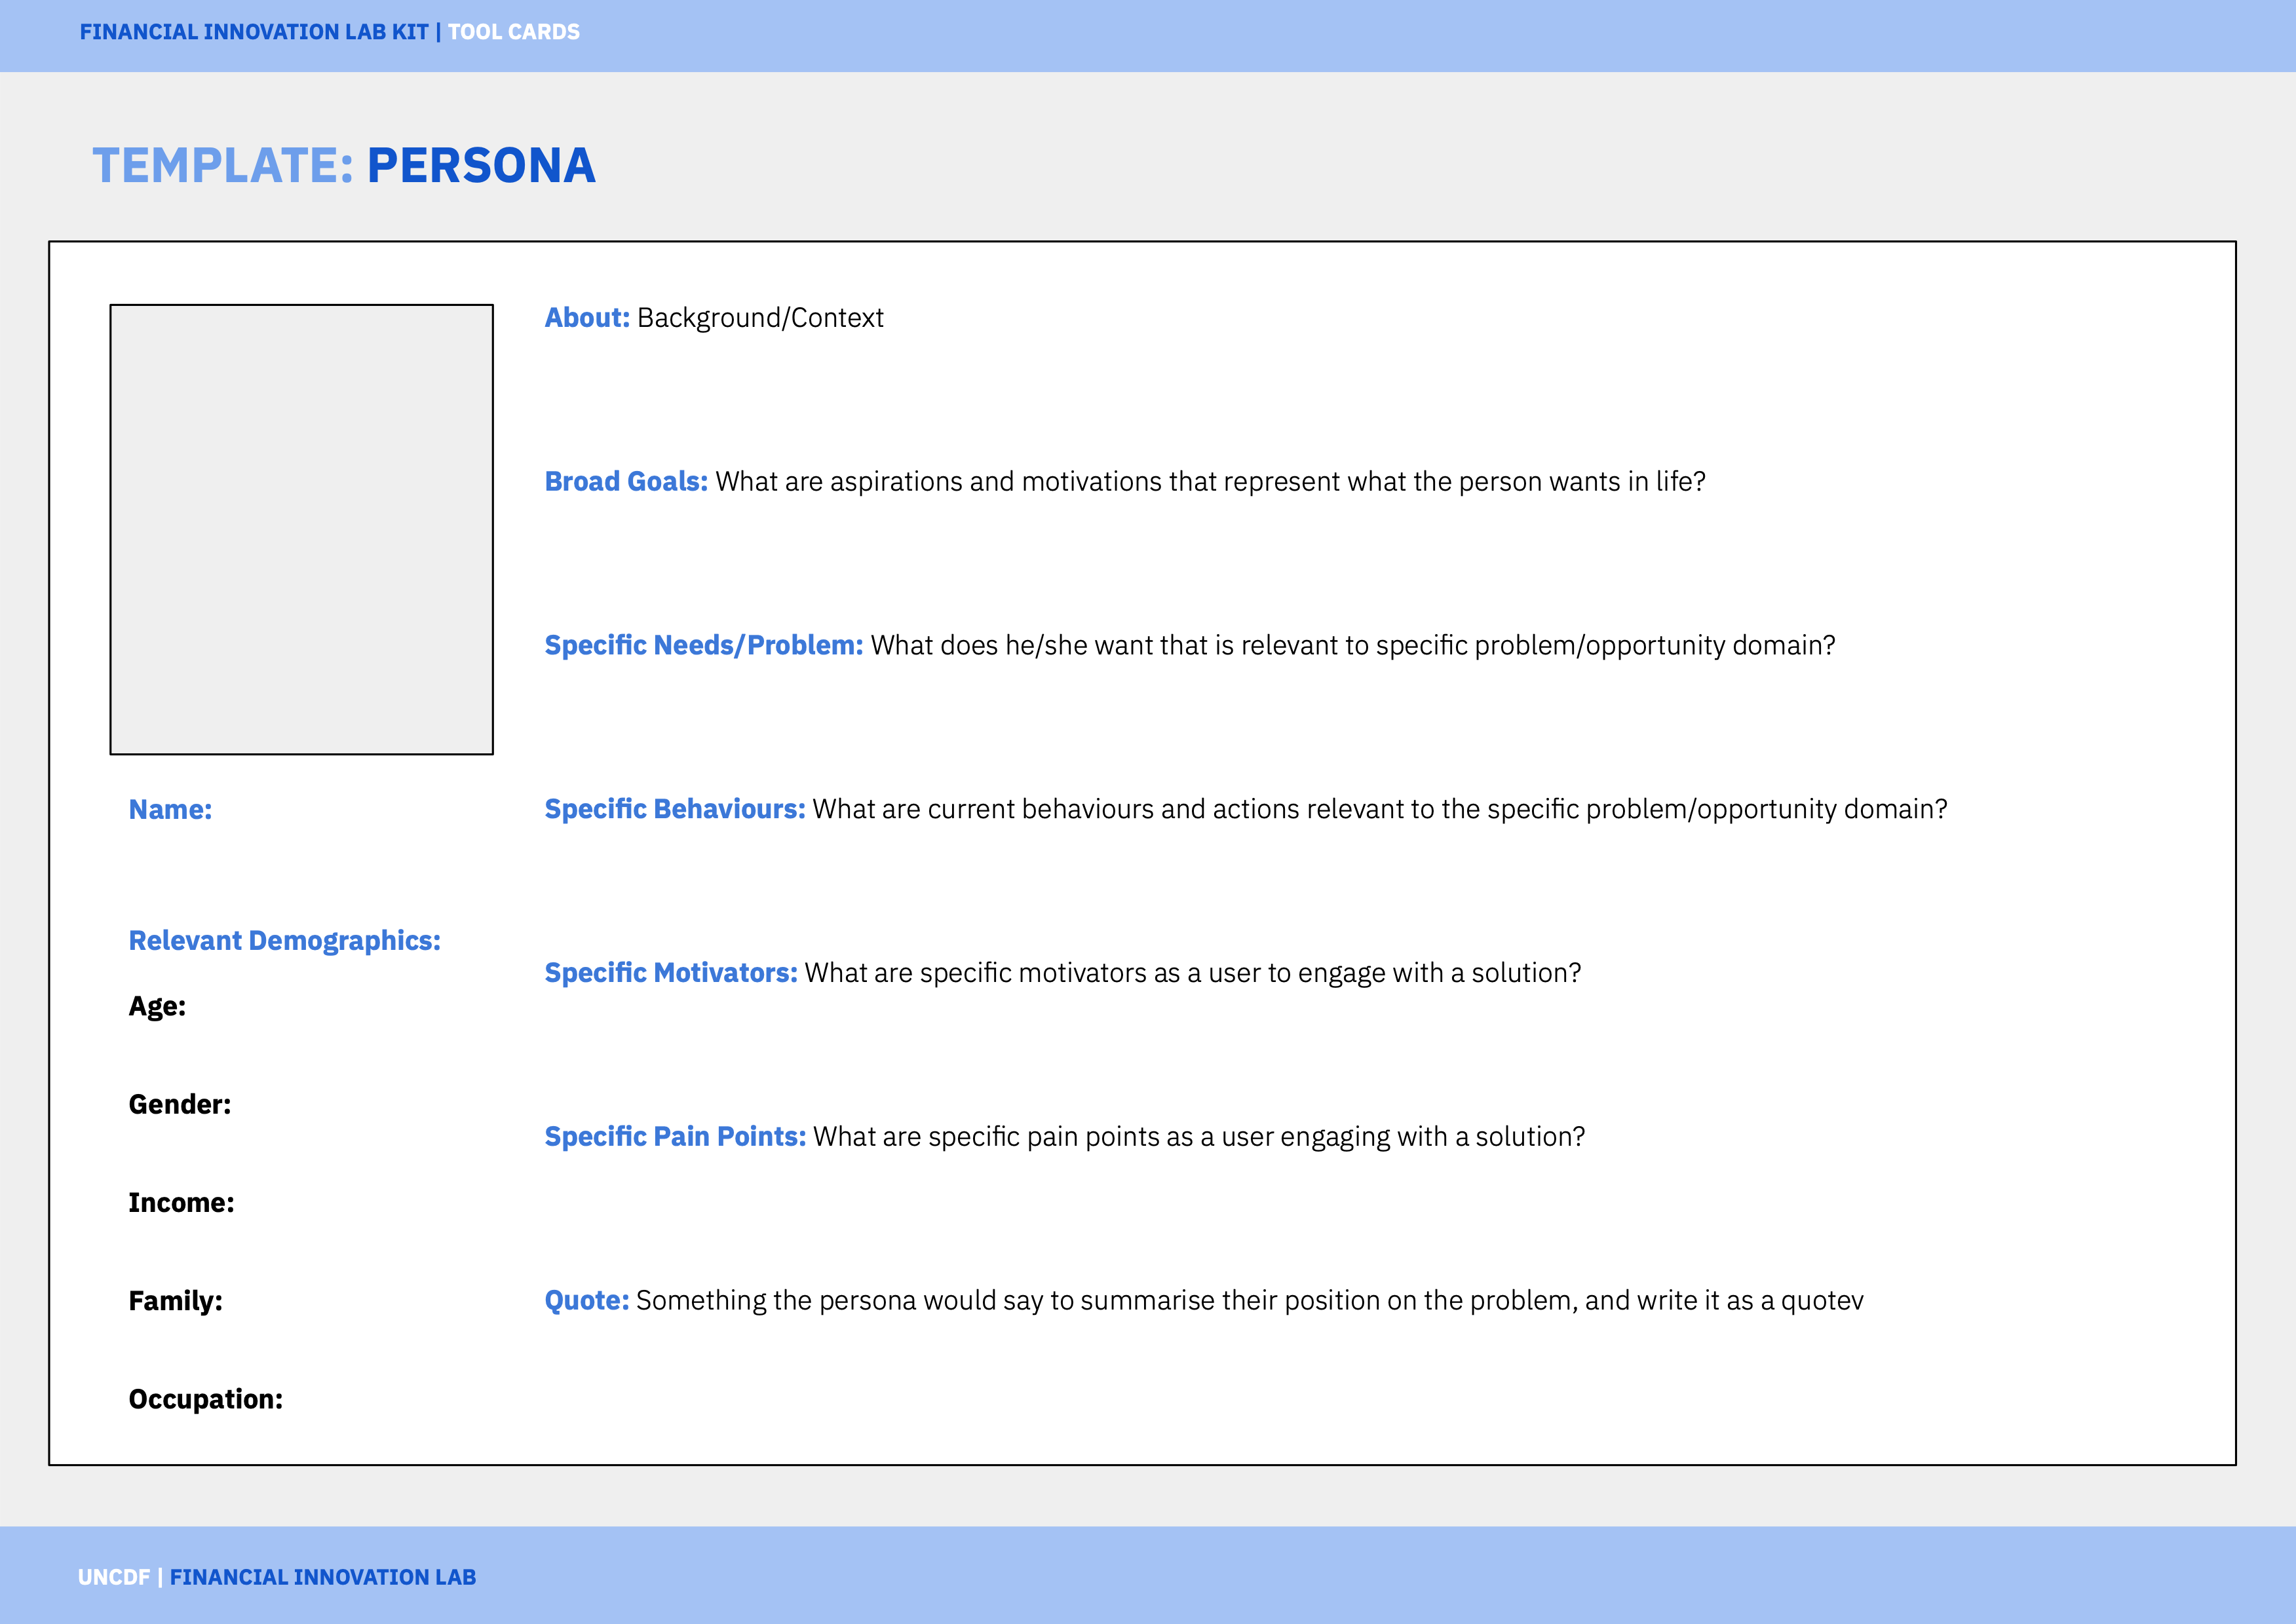 FINANCIAL INNOVATION LAB KIT | TOOL CARDS
TEMPLATE: PERSONA
Name:
Relevant Demographics:
Age:
Gender:
Income:
Family:
Occupation:
About: Background/Context
Broad Goals: What are aspirations and motivations that represent what the person wants in life?
Specific Needs/Problem: What does he/she want that is relevant to specific problem/opportunity domain?
Specific Behaviours: What are current behaviours and actions relevant to the specific problem/opportunity domain?
Specific Motivators: What are specific motivators as a user to engage with a solution?
Specific Pain Points: What are specific pain points as a user engaging with a solution?
Quote: Something the persona would say to summarise their position on the problem, and write it as a quotev
UNCDF | FINANCIAL INNOVATION LAB